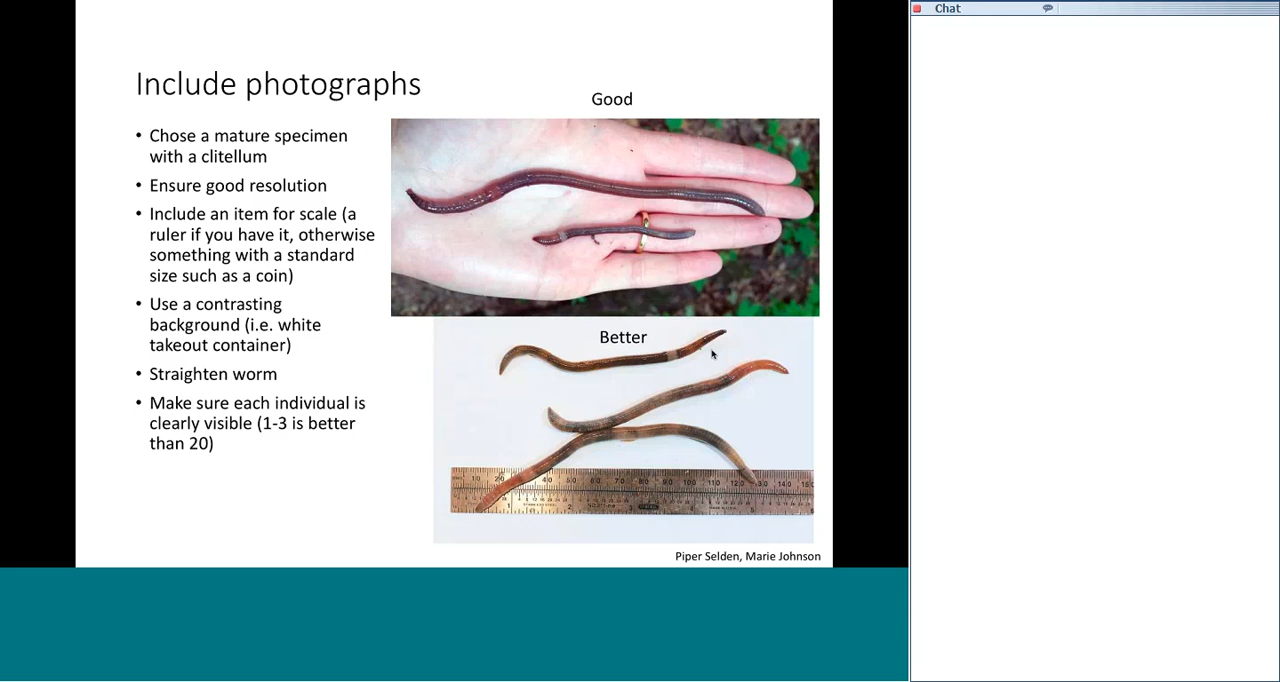 Chat
Include photographs
Good
• Chose a mature specimen
with a clitellum
• Ensure good resolution
• Include an item for scale (a
ruler if you have it, otherwise
something with a standard
size such as a coin)
• Use a contrasting
background (i.e. white
takeout container)
• Straighten worm
• Make sure each individual is
clearly visible (1-3 is better
than 20)
Better
Piper Selden, Marie Johnson